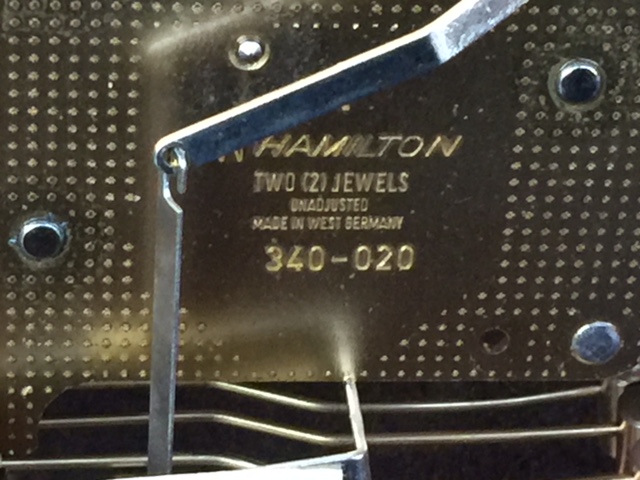 HAMILTON
TWO (2) JEWELS
UNADJUSTED
MADE IN WEST GERMANY
340-020